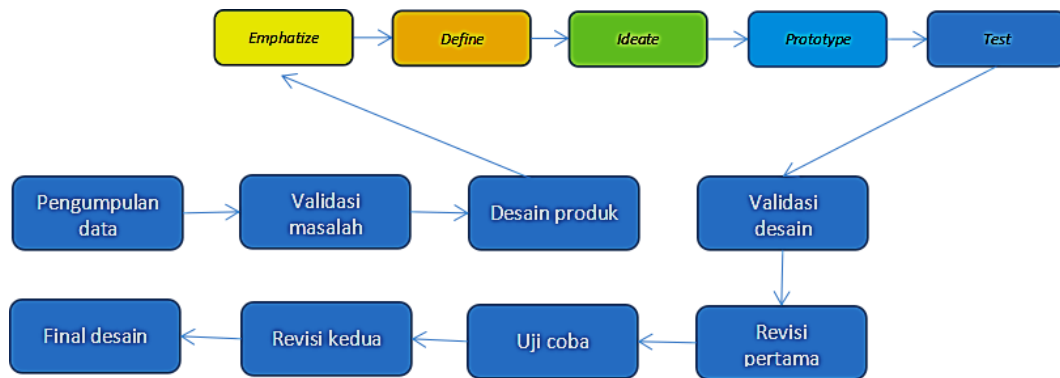 Emphatize
Define
Ideate
Prototype
Test
Pengumpulan
data
Validasi
masalah
Desain produk
Validasi
desain
Final desain
Revisi kedua
Uji coba
Revisi
pertama